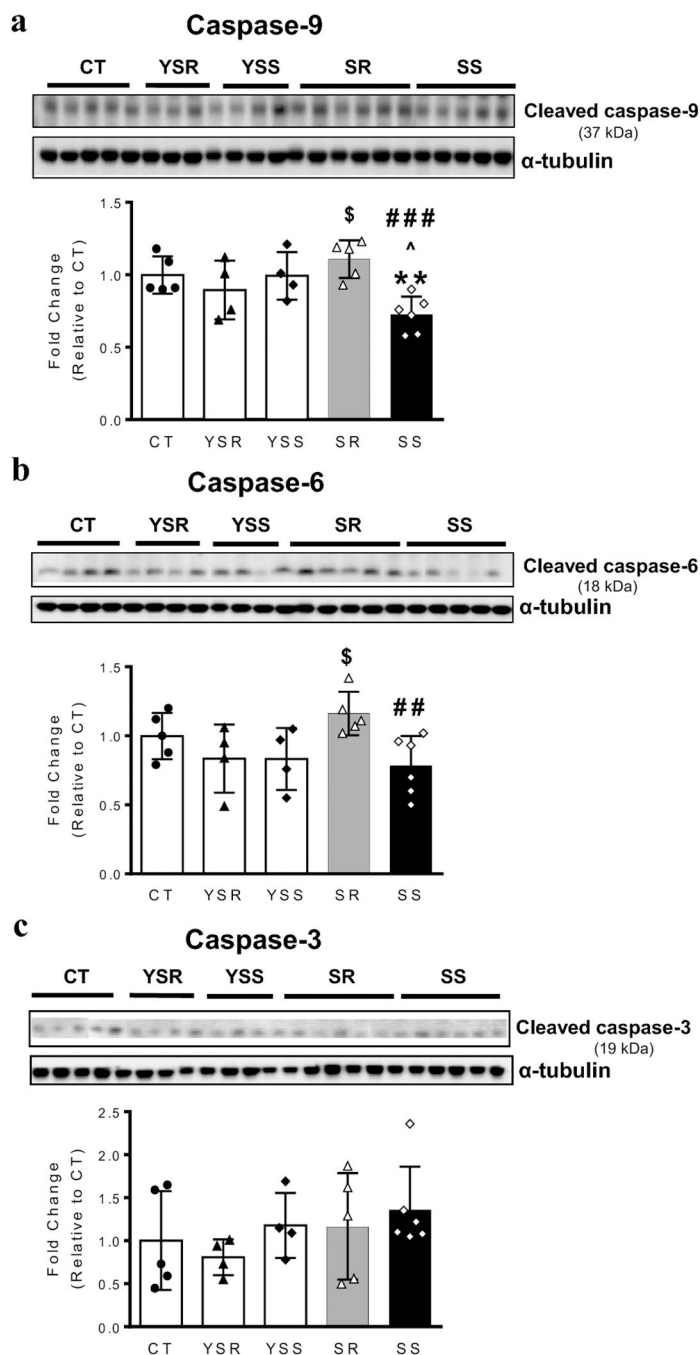 a
Caspase-9
CT YSR YSS SR SS
Cleaved caspase-9
(37 kDa)
α-tubulin
Fold Change
(Relative to CT)
1.5
1.0
0.5
0.0
$
###
^
**
CT YSR YSS SR SS
b
Caspase-6
CT YSR YSS SR SS
Cleaved caspase-6
(18 kDa)
α-tubulin
Fold Change
(Relative to CT)
1.5
1.0
0.5
0.0
$
##
CT YSR YSS SR SS
c
Caspase-3
CT YSR YSS SR SS
Cleaved caspase-3
(19 kDa)
α-tubulin
Fold Change
(Relative to CT)
2.5
2.0
1.5
1.0
0.5
0.0
CT YSR YSS SR SS